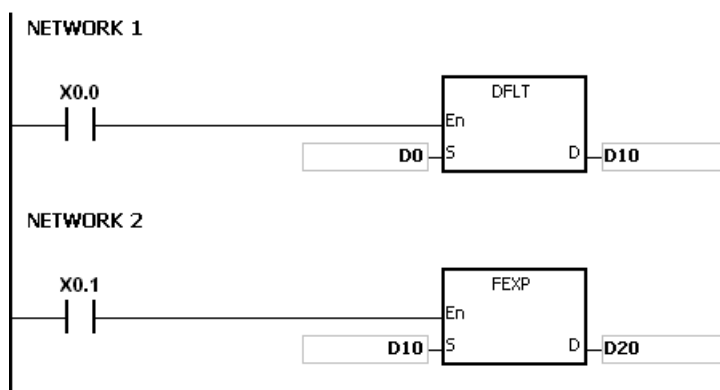 NETWORK 1
X0.0
DFLT
En
D0 S D D10
NETWORK 2
X0.1
FEXP
En
D10 S D D20